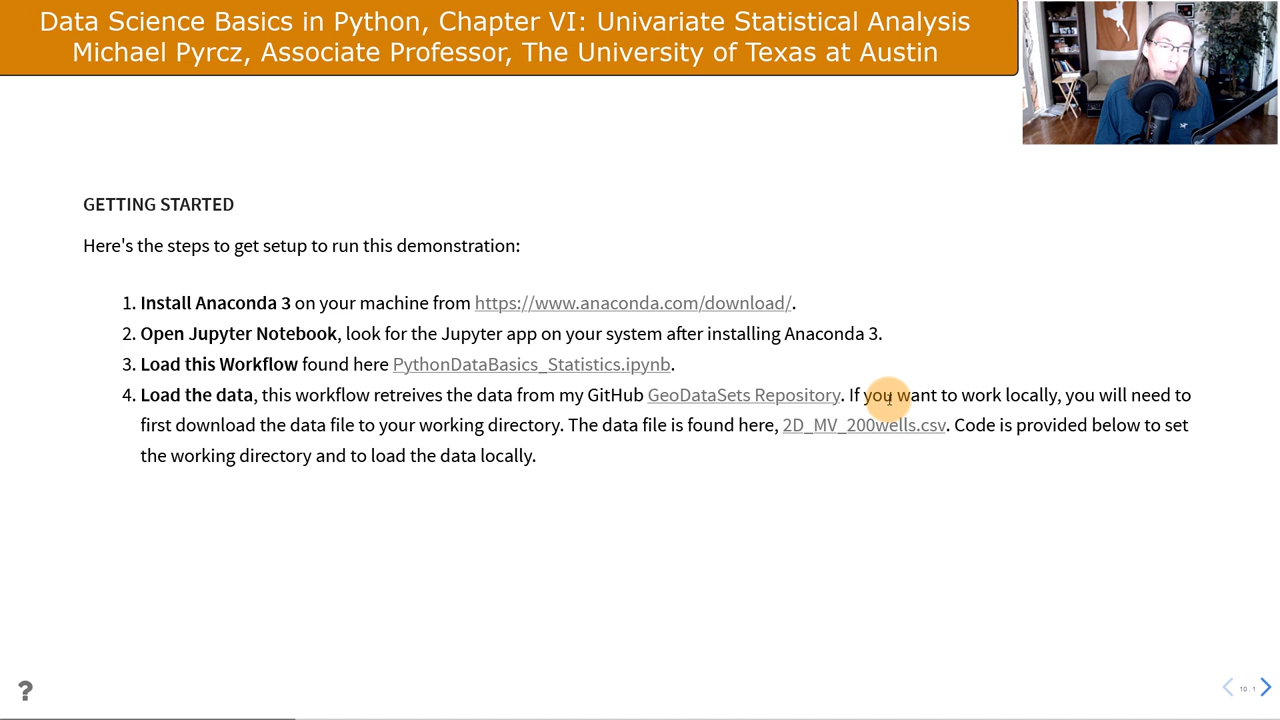 Data Science Basics in Python, Chapter VI: Univariate Statistical Analysis
Michael Pyrcz, Associate Professor, The University of Texas at Austin
GETTING STARTED
Here's the steps to get setup to run this demonstration:
1. Install Anaconda 3 on your machine from https://www.anaconda.com/download/.
2. Open Jupyter Notebook, look for the Jupyter app on your system after installing Anaconda 3.
3. Load this Workflow found here PythonDataBasics_Statistics.ipynb.
4. Load the data, this workflow retreives the data from my GitHub GeoDataSets Repository. If you want to work locally, you will need to
first download the data file to your working directory. The data file is found here, 2D_MV_200wells.csv. Code is provided below to set
the working directory and to load the data locally.
?
10.1